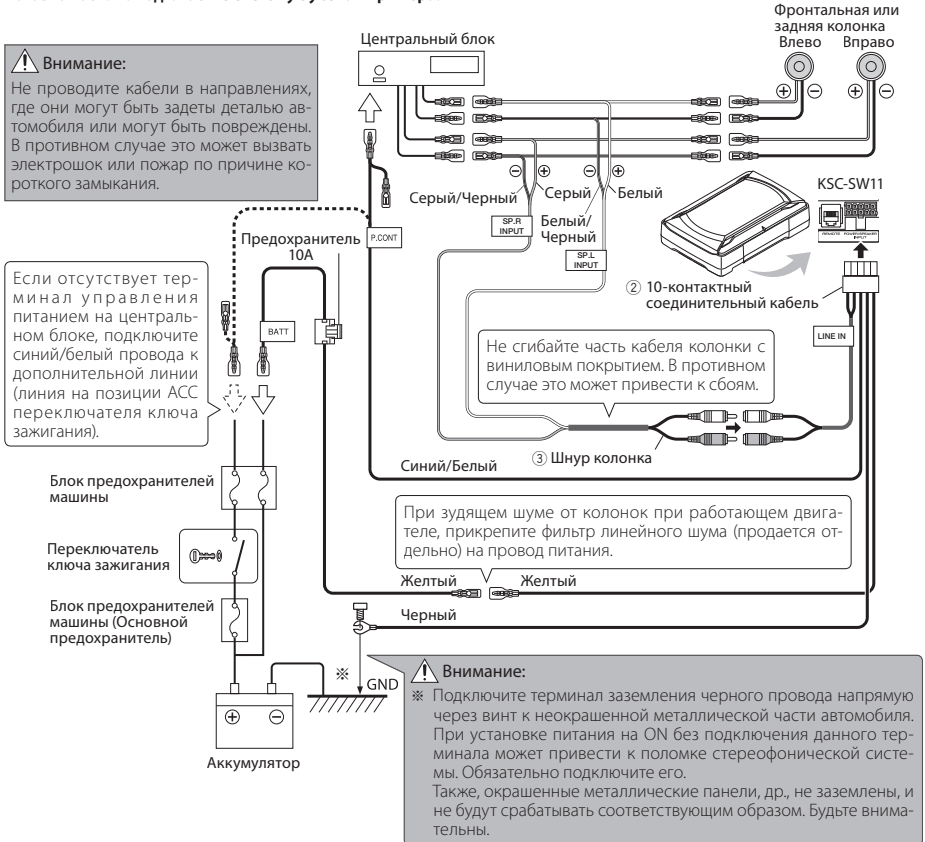 Фронтальная или
задняя колонка
Влево Вправо
Центральный блок
Внимание:
Не проводите кабели в направлениях,
где они могут быть задеты деталью ав-
томобиля или могут быть повреждены.
В противном случае это может вызвать
электрошок или пожар по причине ко-
роткого замыкания.
Серый/Черный
Серый
Белый/
Черный
Белый
KSC-SW11
SP.R
INPUT
SP.L
INPUT
REMOTE
POWER/SPEAKER
INPUT
Предохранитель
10A
P.CONT
② 10-контактный
соединительный кабель
Если отсутствует тер-
минал управления
питанием на централь-
ном блоке, подключите
синий/белый провода к
дополнительной линии
(линия на позиции ACC
переключателя ключа
зажигания).
BATT
LINE IN
Не сгибайте часть кабеля колонки с
виниловым покрытием. В противном
случае это может привести к сбоям.
③ Шнур колонка
Синий/Белый
Блок предохранителей
машины
При зудящем шуме от колонок при работающем двига-
теле, прикрепите фильтр линейного шума (продается от-
дельно) на провод питания.
Переключатель
ключа зажигания
Желтый Желтый
Блок предохранителей
машины (Основной
предохранитель)
Черный
※
GND
Внимание:
※ Подключите терминал заземления черного провода напрямую
через винт к неокрашенной металлической части автомобиля.
При установке питания на ON без подключения данного тер-
минала может привести к поломке стереофонической систе-
мы. Обязательно подключите его.
Также, окрашенные металлические панели, др., не заземлены, и
не будут срабатывать соответствующим образом. Будьте внима-
тельны.
Аккумулятор